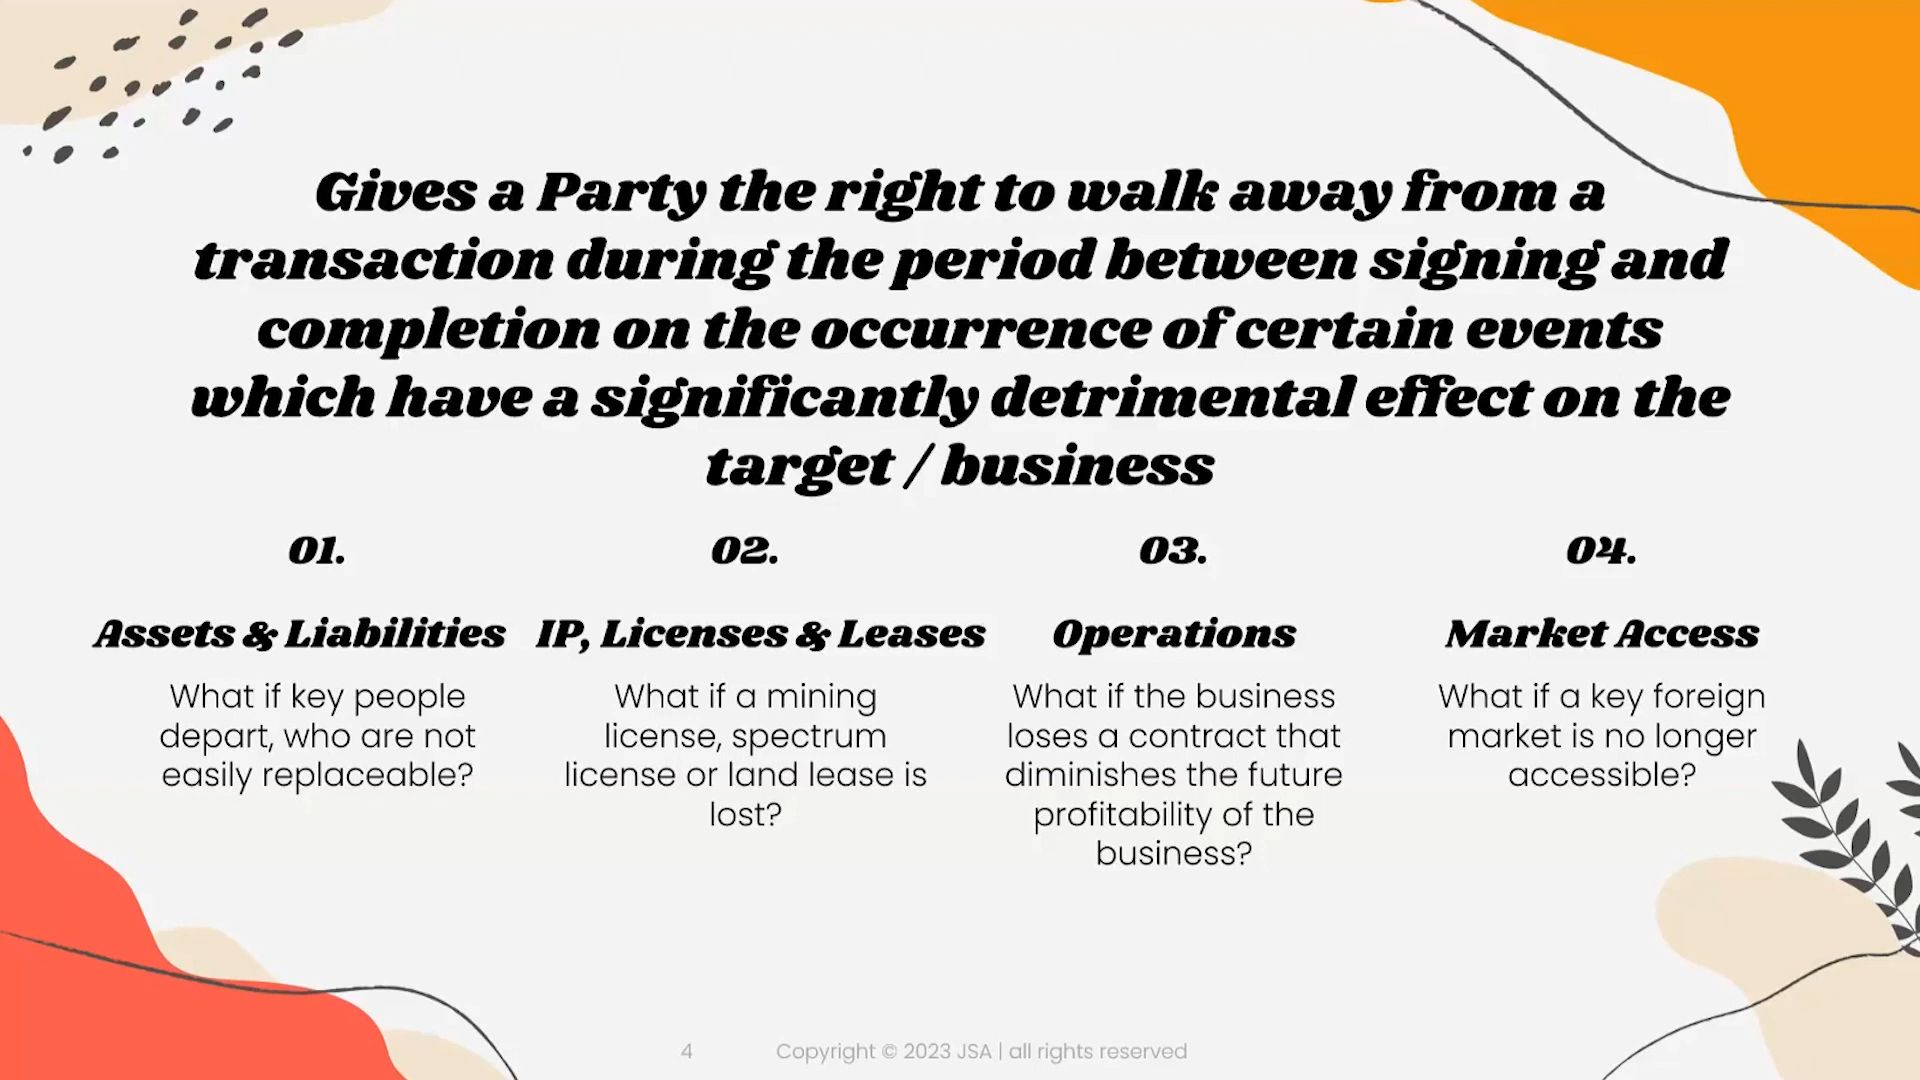 Gives a Party the right to walk away from a
transaction during the period between signing and
completion on the occurrence of certain events
which have a significantly detrimental effect on the
target / business
01.
Assets & Liabilities
What if key people
depart, who are not
easily replaceable?
02.
IP, Licenses & Leases
What if a mining
license, spectrum
license or land lease is
lost?
03.
Operations
What if the business
loses a contract that
diminishes the future
profitability of the
business?
04.
Market Access
What if a key foreign
market is no longer
accessible?
4
Copyright © 2023 JSA | all rights reserved